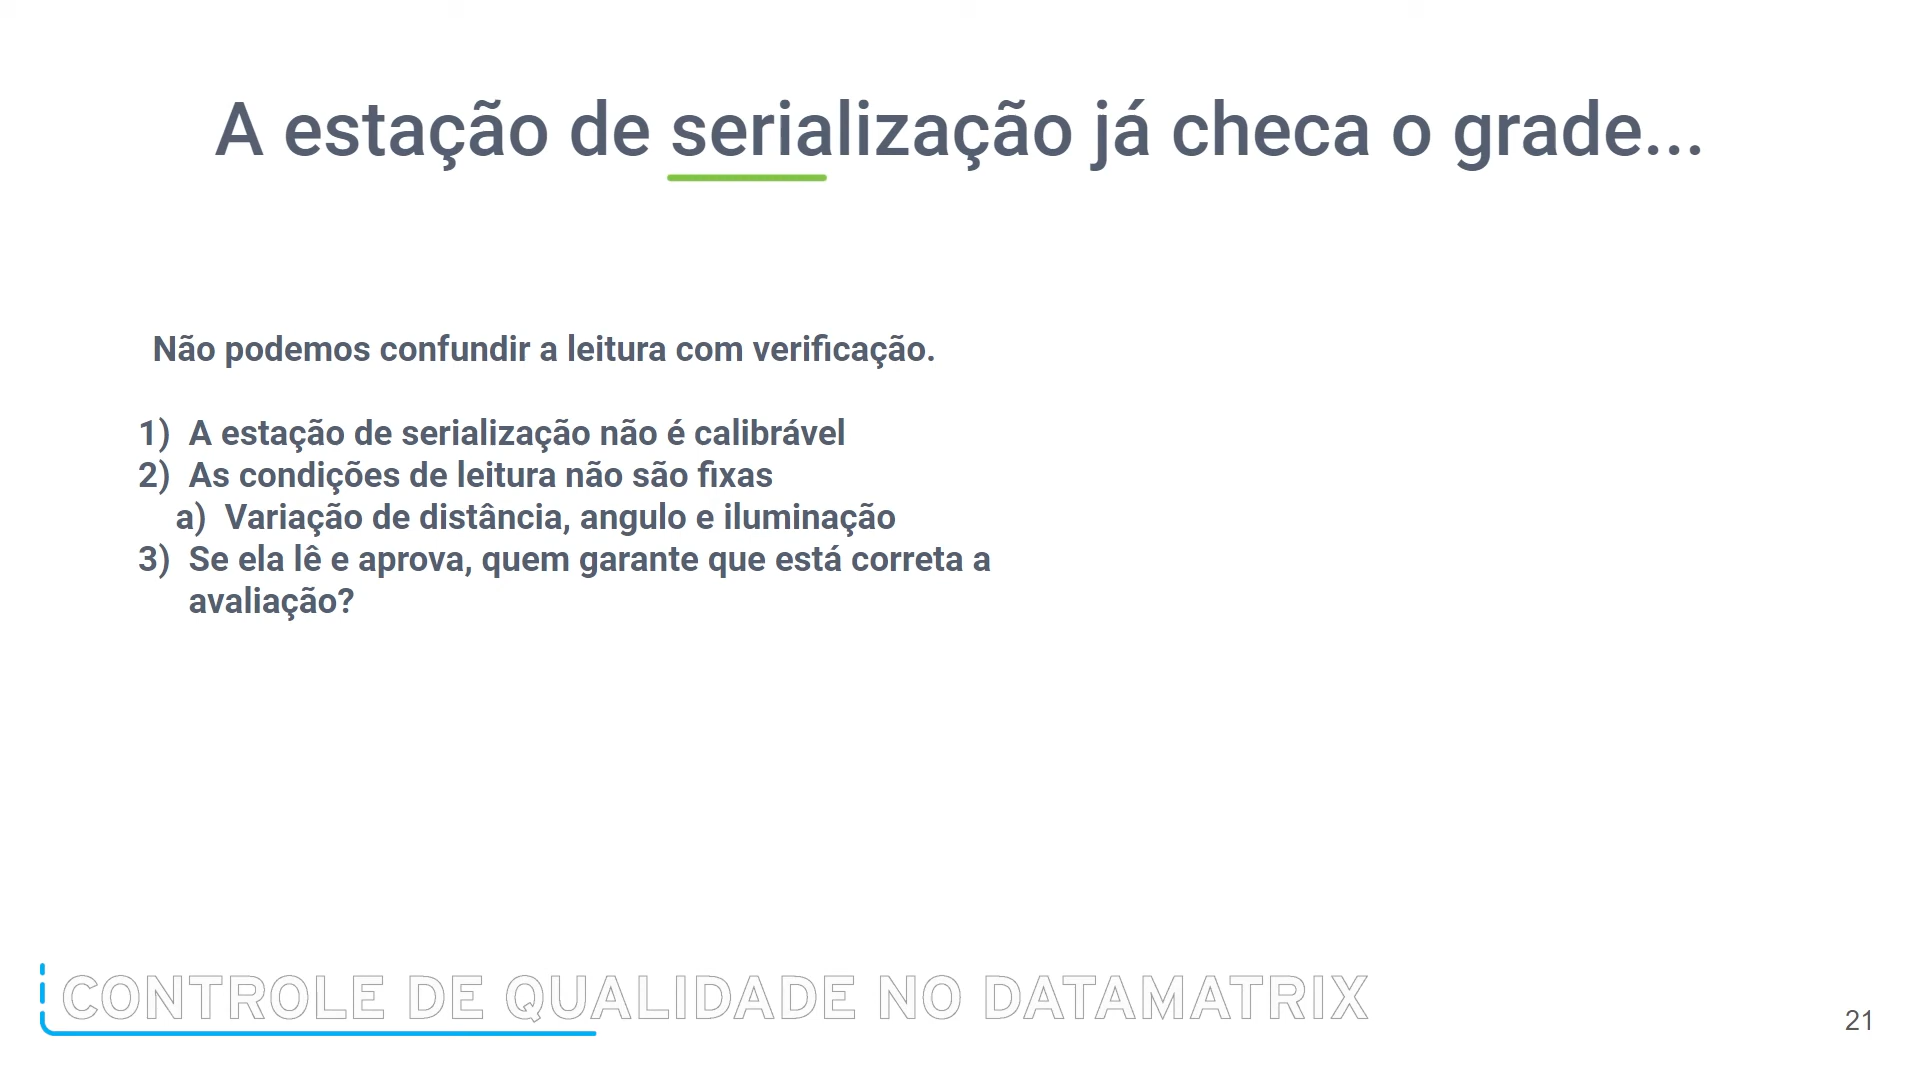 A estação de serialização já checa o grade...
Não podemos confundir a leitura com verificação.
1) A estação de serialização não é calibrável
2) As condições de leitura não são fixas
a) Variação de distância, angulo e iluminação
3) Se ela lê e aprova, quem garante que está correta a
avaliação?
CONTROLE DE QUALIDADE NO DATAMATRIX
21